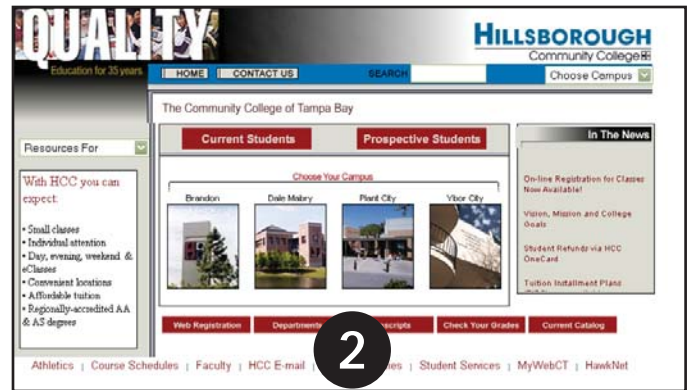 QUALITY
Education for 35 years
HILLSBOROUGH
Community College
HOME | CONTACT US
SEARCH
Choose Campus
The Community College of Tampa Bay
Resources For
With HCC you can
expect:
• Small classes
• Individual attention
• Day, evening, weekend &
eClasses
• Convenient locations
• Affordable tuition
• Regionally-accredited AA
& AS degrees
Current Students
Prospective Students
Choose Your Campus
Brandon
Dale Mabry
Plant City
Ybor City
In The News
On-line Registration for Classes
Now Available!
Vision, Mission and College
Goals
Student Refunds via HCC
OneCard
Tuition Installment Plans
Web Registration
Departments
Check Your Grades
Current Catalog
Athletics | Course Schedules | Faculty | HCC E-mail | Student Services | MyWebCT | HawkNet
2